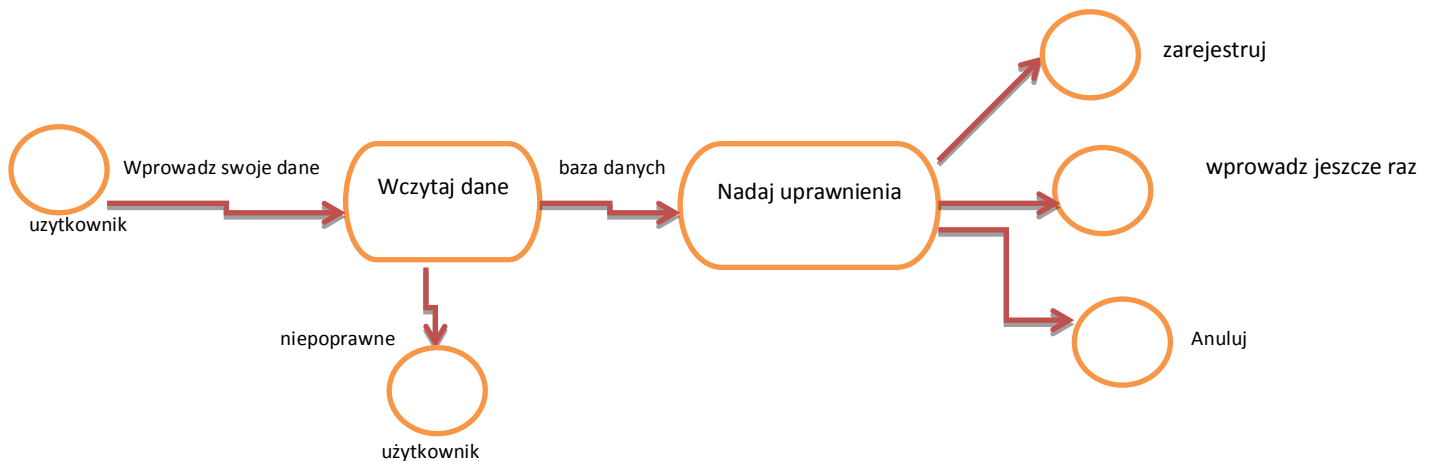 zarejestruj
Wprowadz swoje dane
Wczytaj dane
baza danych
Nadaj uprawnienia
wprowadz jeszcze raz
uzytkownik
niepoprawne
Anuluj
użytkownik